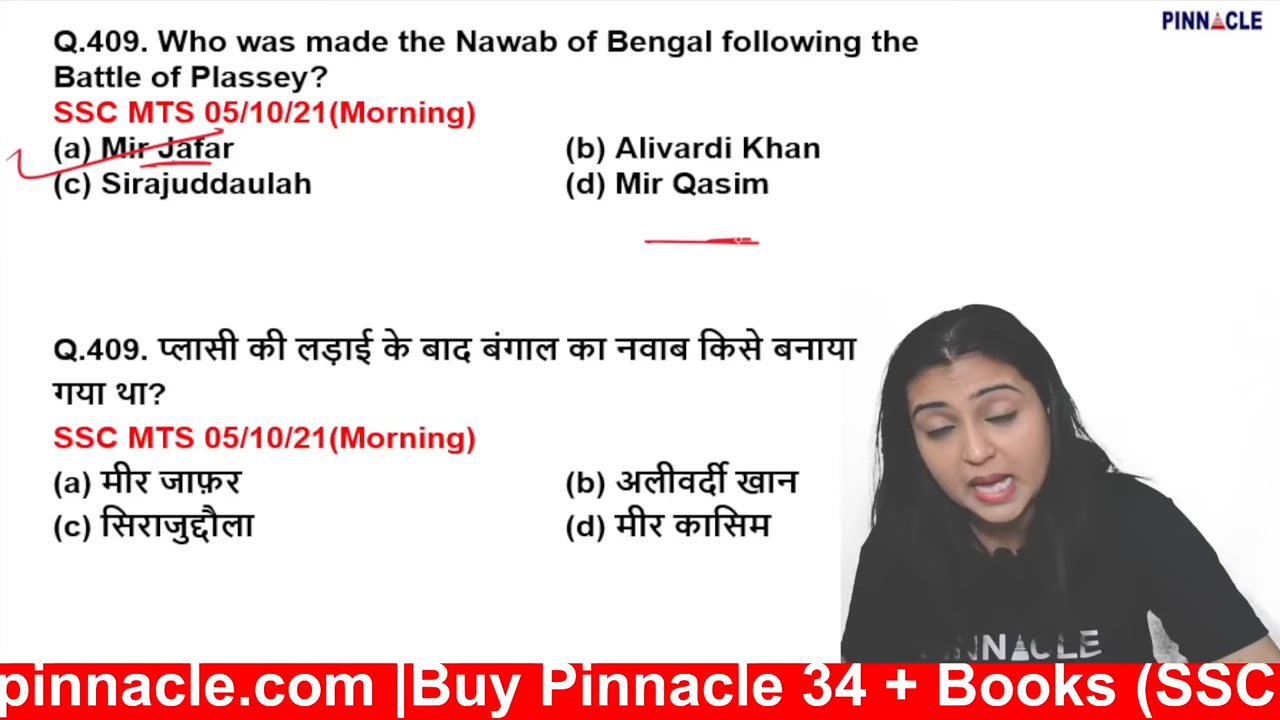 PINNACLE
Q.409. Who was made the Nawab of Bengal following the
Battle of Plassey?
SSC MTS 05/10/21(Morning)
(a) Mir Jafar (b) Alivardi Khan
(c) Sirajuddaulah (d) Mir Qasim
Q.409. प्लासी की लड़ाई के बाद बंगाल का नवाब किसे बनाया
गया था?
SSC MTS 05/10/21(Morning)
(a) मीर जाफ़र (b) अलीवर्दी खान
(c) सिराजुद्दौला (d) मीर कासिम
PINNACLE
pinnacle.com |Buy Pinnacle 34 + Books (SSC